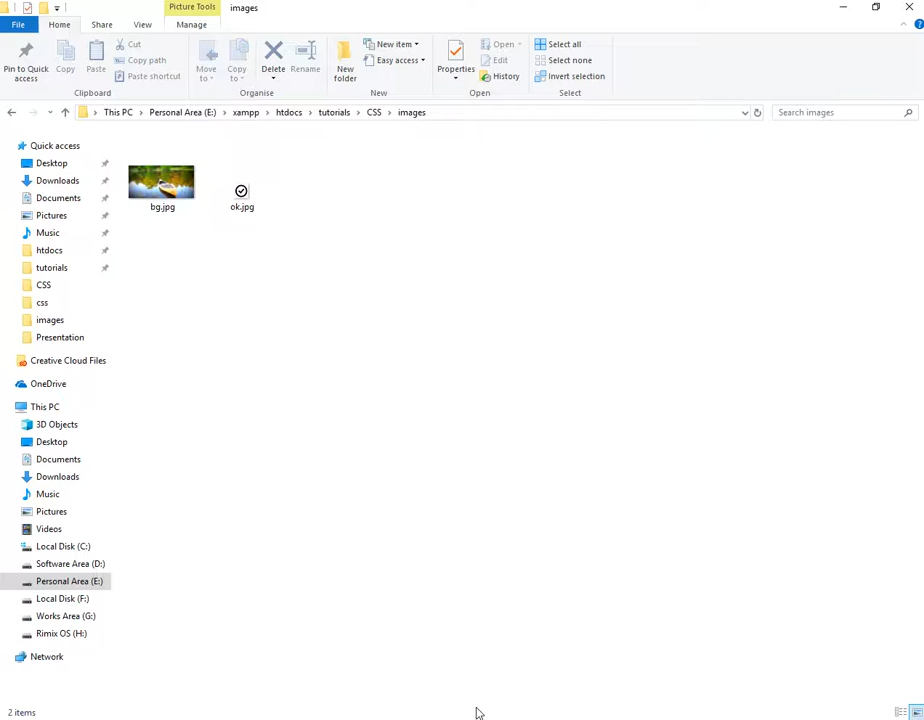 Picture Tools images
File Home Share View Manage
Pin to Quick access
Copy
Paste
Cut
Copy path
Paste shortcut
Clipboard
Move to
Copy to
Delete
Rename
Organise
New folder
New item
Easy access
New
Properties
Open
Edit
History
Open
Select all
Select none
Invert selection
Select
This PC > Personal Area (E:) > xampp > htdocs > tutorials > CSS > images
Search images
Quick access
Desktop
Downloads
Documents
Pictures
Music
htdocs
tutorials
CSS
css
images
Presentation
Creative Cloud Files
OneDrive
This PC
3D Objects
Desktop
Documents
Downloads
Music
Pictures
Videos
Local Disk (C:)
Software Area (D:)
Personal Area (E:)
Local Disk (F:)
Works Area (G:)
Rimix OS (H:)
Network
bg.jpg
ok.jpg
2 items